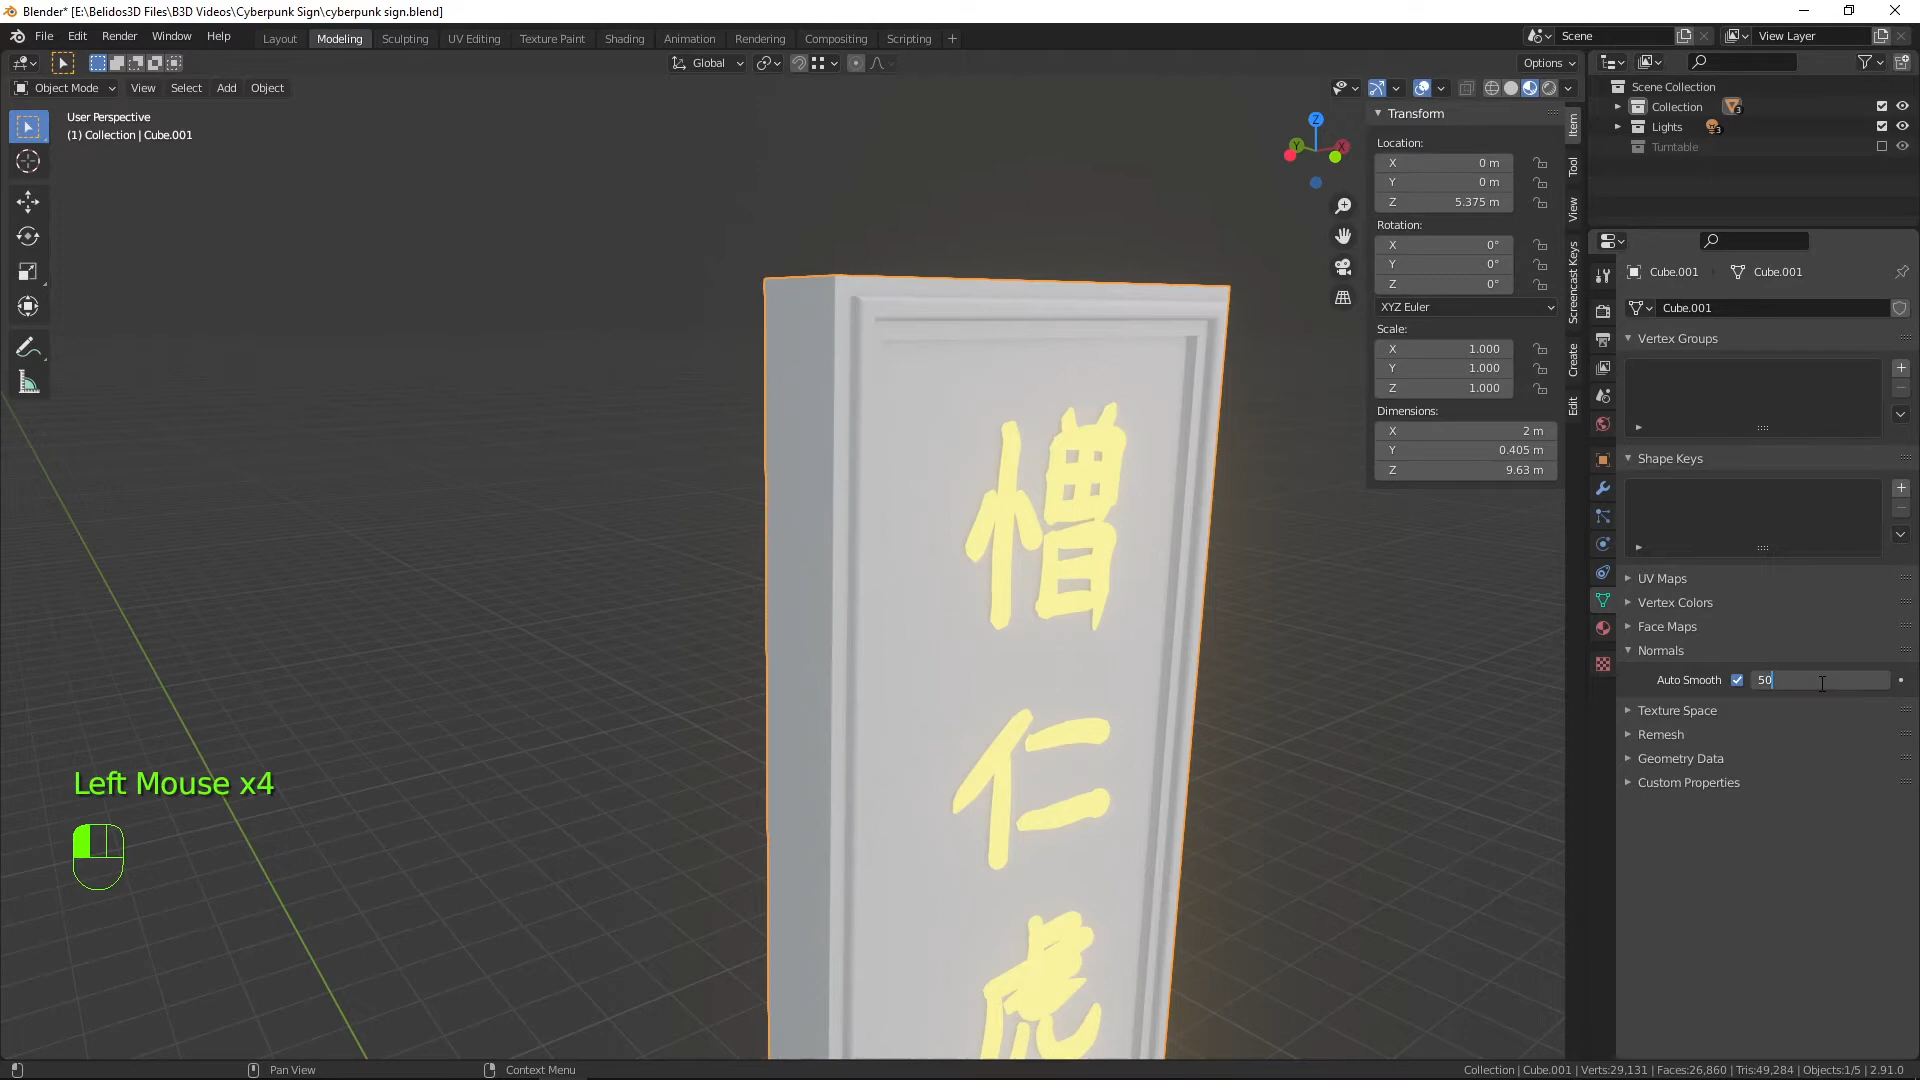 Blender* [E:\Belidos3D Files\B3D Videos\Cyberpunk Sign\cyberpunk sign.blend]
File Edit Render Window Help
Layout Modeling Sculpting UV Editing Texture Paint Shading Animation Rendering Compositing Scripting +
Scene
View Layer
Global
Options
Object Mode View Select Add Object
User Perspective
(1) Collection | Cube.001
Z
Y
X
Transform
Location:
X 0 m
Y 0 m
Z 5.375 m
Rotation:
X 0°
Y 0°
Z 0°
XYZ Euler
Scale:
X 1.000
Y 1.000
Z 1.000
Dimensions:
X 2 m
Y 0.405 m
Z 9.63 m
Item
Tool
View
Screencast Keys
Create
Edit
Scene Collection
Collection 3
Lights 3
Turntable
Cube.001 Cube.001
Cube.001
Vertex Groups
Shape Keys
UV Maps
Vertex Colors
Face Maps
Normals
Auto Smooth 50
Texture Space
Remesh
Geometry Data
Custom Properties
仁
虎
Left Mouse x4
Pan View
Context Menu
Collection | Cube.001 | Verts:29,131 | Faces:26,860 | Tris:49,284 | Objects:1/5 | 2.91.0